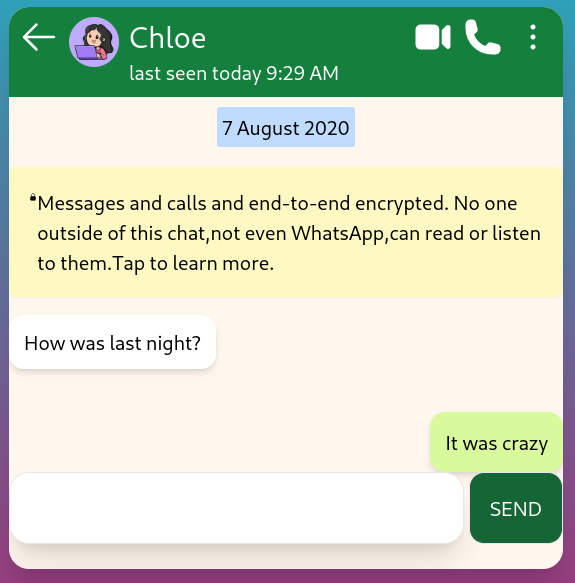 Chloe
last seen today 9:29 AM
7 August 2020
Messages and calls and end-to-end encrypted. No one
outside of this chat,not even WhatsApp,can read or listen
to them.Tap to learn more.
How was last night?
It was crazy
SEND